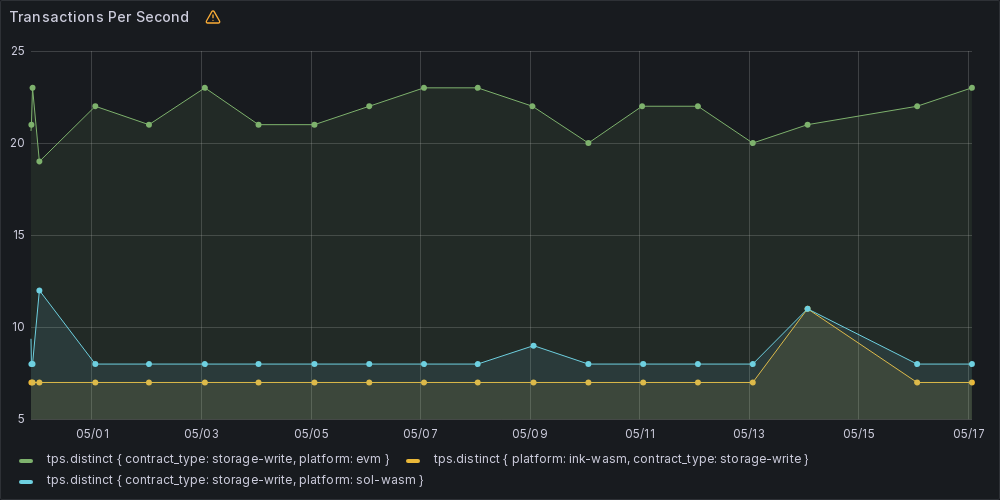 Transactions Per Second
25
20
15
10
5
05/01 05/03 05/05 05/07 05/09 05/11 05/13 05/15 05/17
tps.distinct { contract_type: storage-write, platform: evm } tps.distinct { platform: ink-wasm, contract_type: storage-write }
tps.distinct { contract_type: storage-write, platform: sol-wasm }